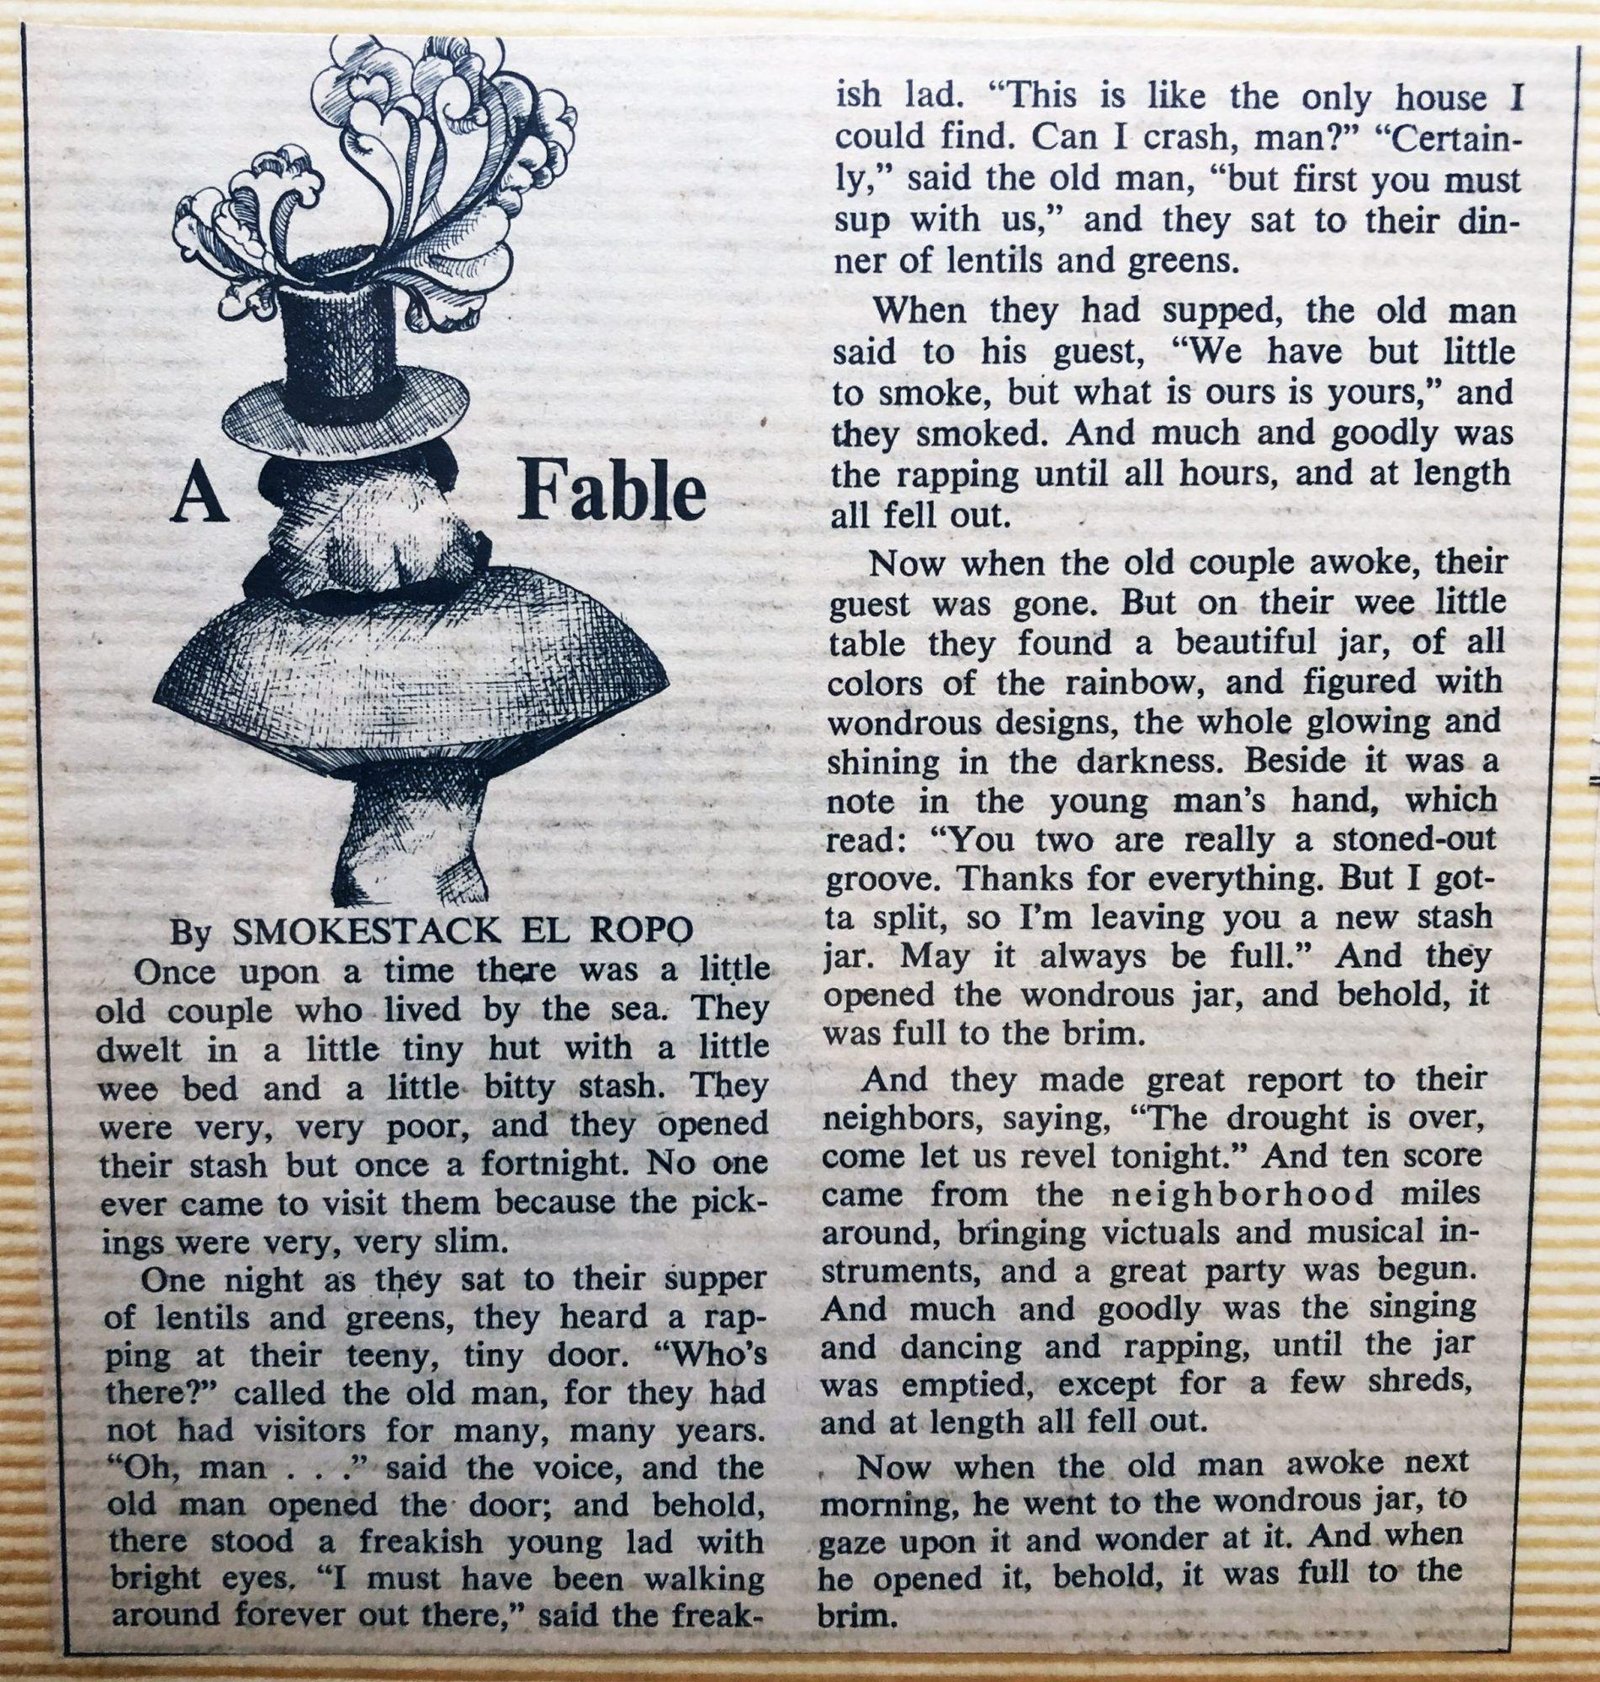 A Fable
By SMOKESTACK EL ROPO
Once upon a time there was a little
old couple who lived by the sea. They
dwelt in a little tiny hut with a little
wee bed and a little bitty stash. They
were very, very poor, and they opened
their stash but once a fortnight. No one
ever came to visit them because the pick-
ings were very, very slim.
One night as they sat to their supper
of lentils and greens, they heard a rap-
ping at their teeny, tiny door. “Who’s
there?” called the old man, for they had
not had visitors for many, many years.
“Oh, man . . .” said the voice, and the
old man opened the door; and behold,
there stood a freakish young lad with
bright eyes. “I must have been walking
around forever out there,” said the freak-
ish lad. “This is like the only house I
could find. Can I crash, man?” “Certain-
ly,” said the old man, “but first you must
sup with us,” and they sat to their din-
ner of lentils and greens.
When they had supped, the old man
said to his guest, “We have but little
to smoke, but what is ours is yours,” and
they smoked. And much and goodly was
the rapping until all hours, and at length
all fell out.
Now when the old couple awoke, their
guest was gone. But on their wee little
table they found a beautiful jar, of all
colors of the rainbow, and figured with
wondrous designs, the whole glowing and
shining in the darkness. Beside it was a
note in the young man’s hand, which
read: “You two are really a stoned-out
groove. Thanks for everything. But I got-
ta split, so I’m leaving you a new stash
jar. May it always be full.” And they
opened the wondrous jar, and behold, it
was full to the brim.
And they made great report to their
neighbors, saying, “The drought is over,
come let us revel tonight.” And ten score
came from the neighborhood miles
around, bringing victuals and musical in-
struments, and a great party was begun.
And much and goodly was the singing
and dancing and rapping, until the jar
was emptied, except for a few shreds,
and at length all fell out.
Now when the old man awoke next
morning, he went to the wondrous jar, to
gaze upon it and wonder at it. And when
he opened it, behold, it was full to the
brim.